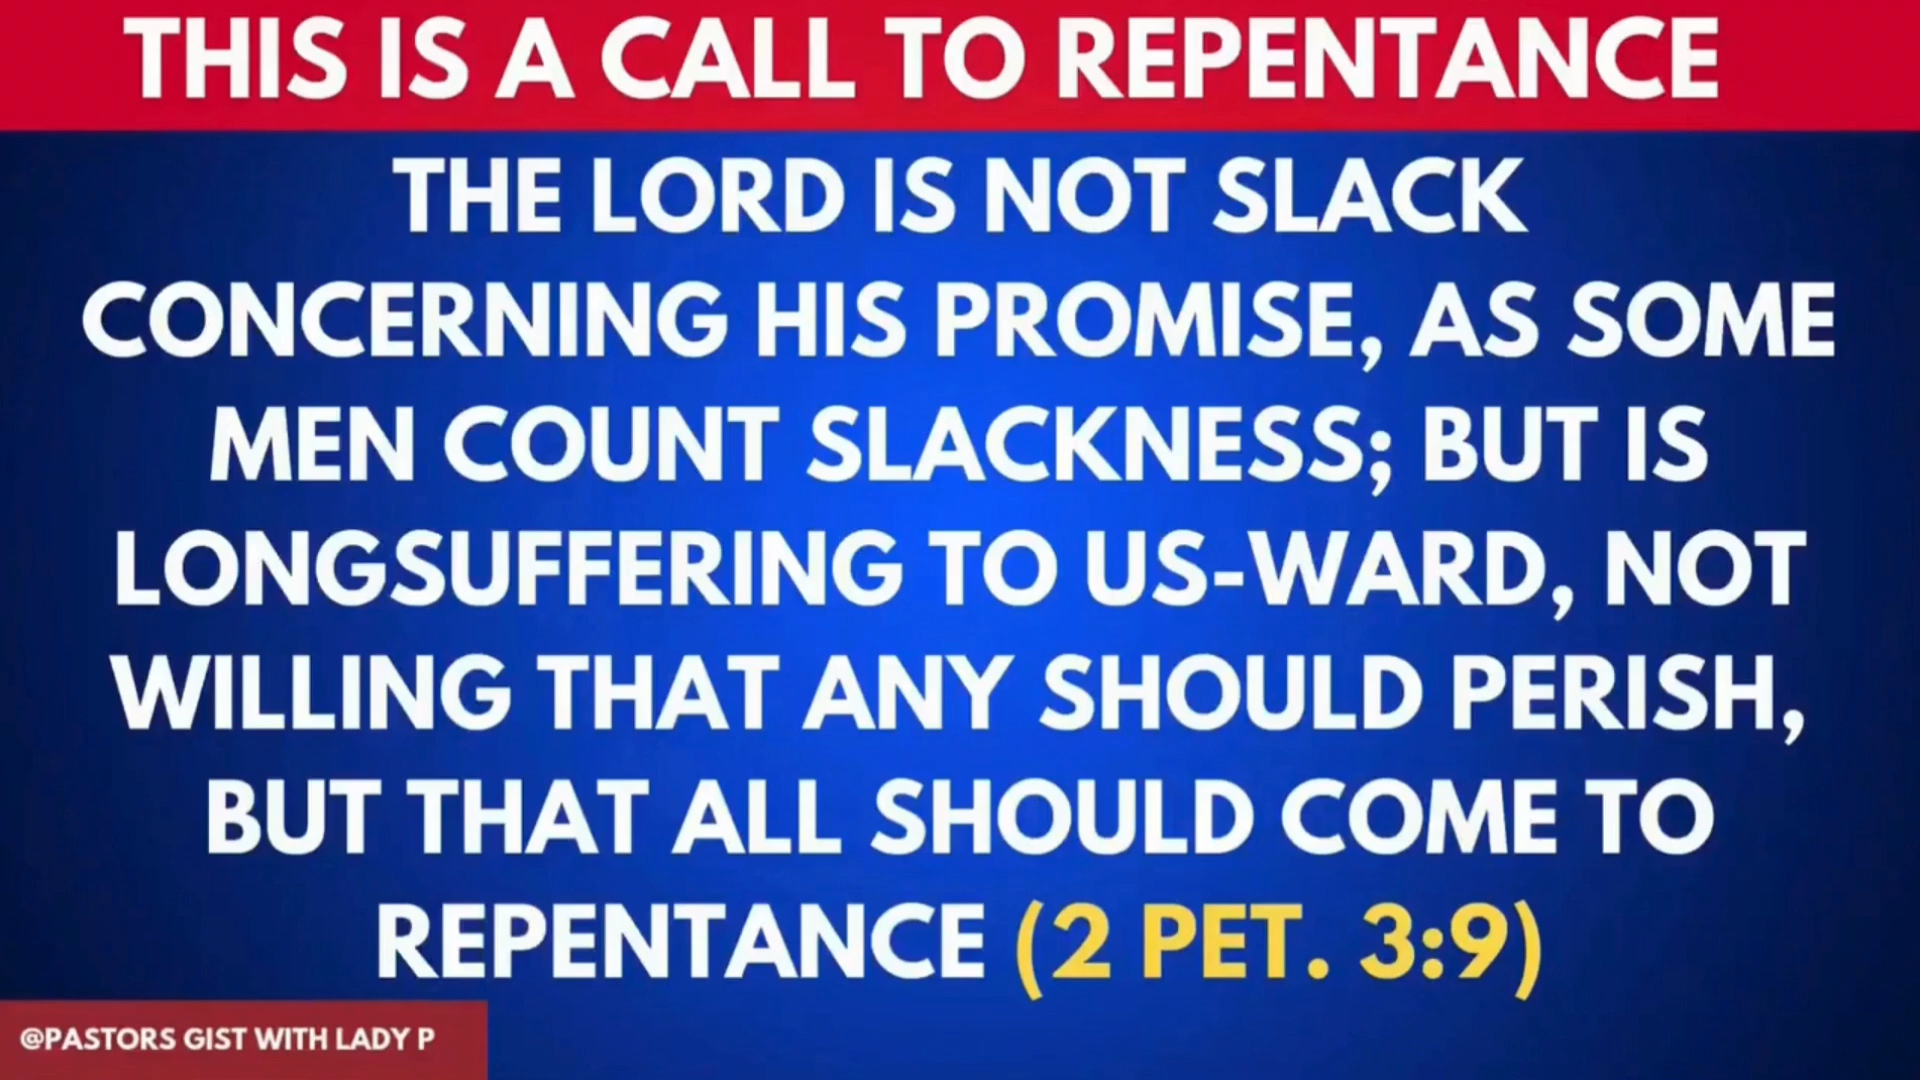 THIS IS A CALL TO REPENTANCE
THE LORD IS NOT SLACK
CONCERNING HIS PROMISE, AS SOME
MEN COUNT SLACKNESS; BUT IS
LONGSUFFERING TO US-WARD, NOT
WILLING THAT ANY SHOULD PERISH,
BUT THAT ALL SHOULD COME TO
REPENTANCE (2 PET. 3:9)
@PASTORS GIST WITH LADY P